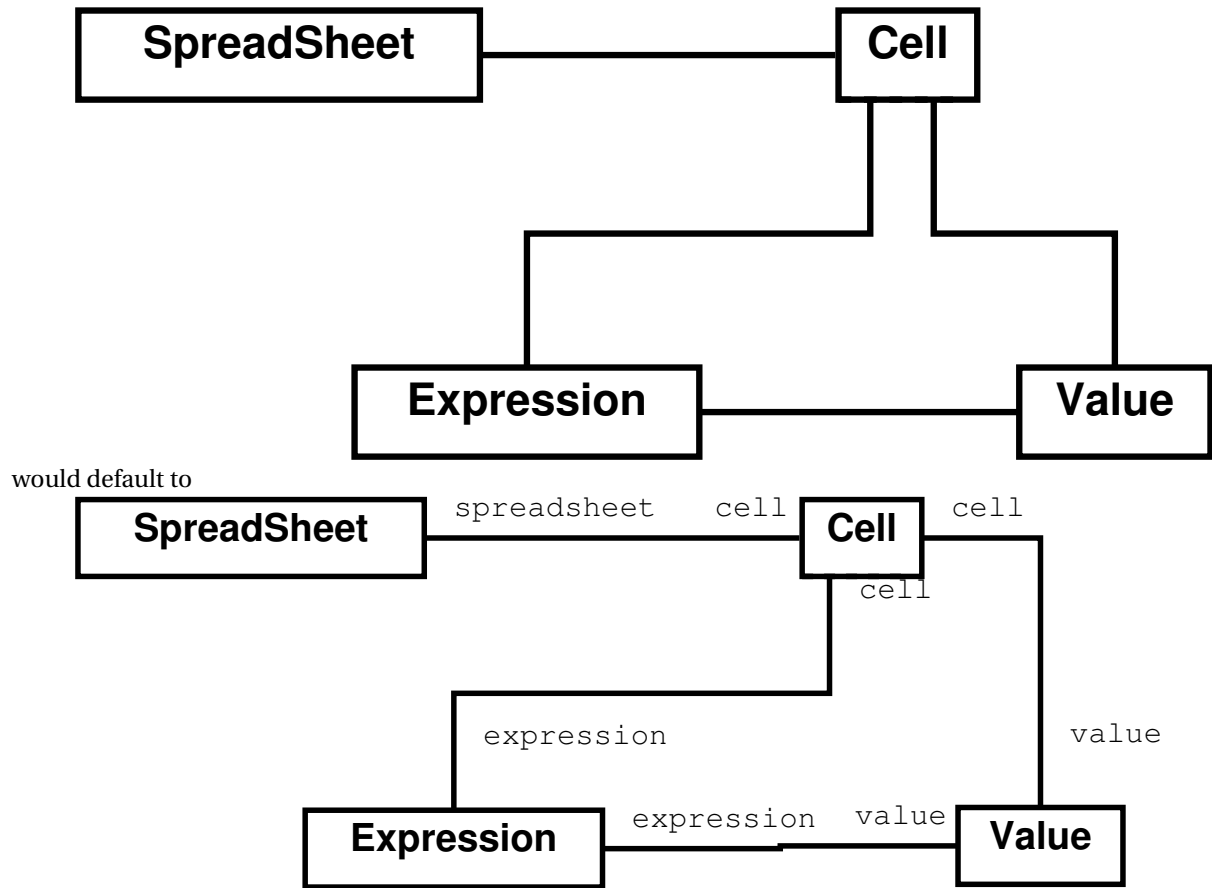 SpreadSheet Cell
Expression Value
would default to
spreadsheet cell cell
SpreadSheet Cell
cell
expression value
expression value
Expression Value